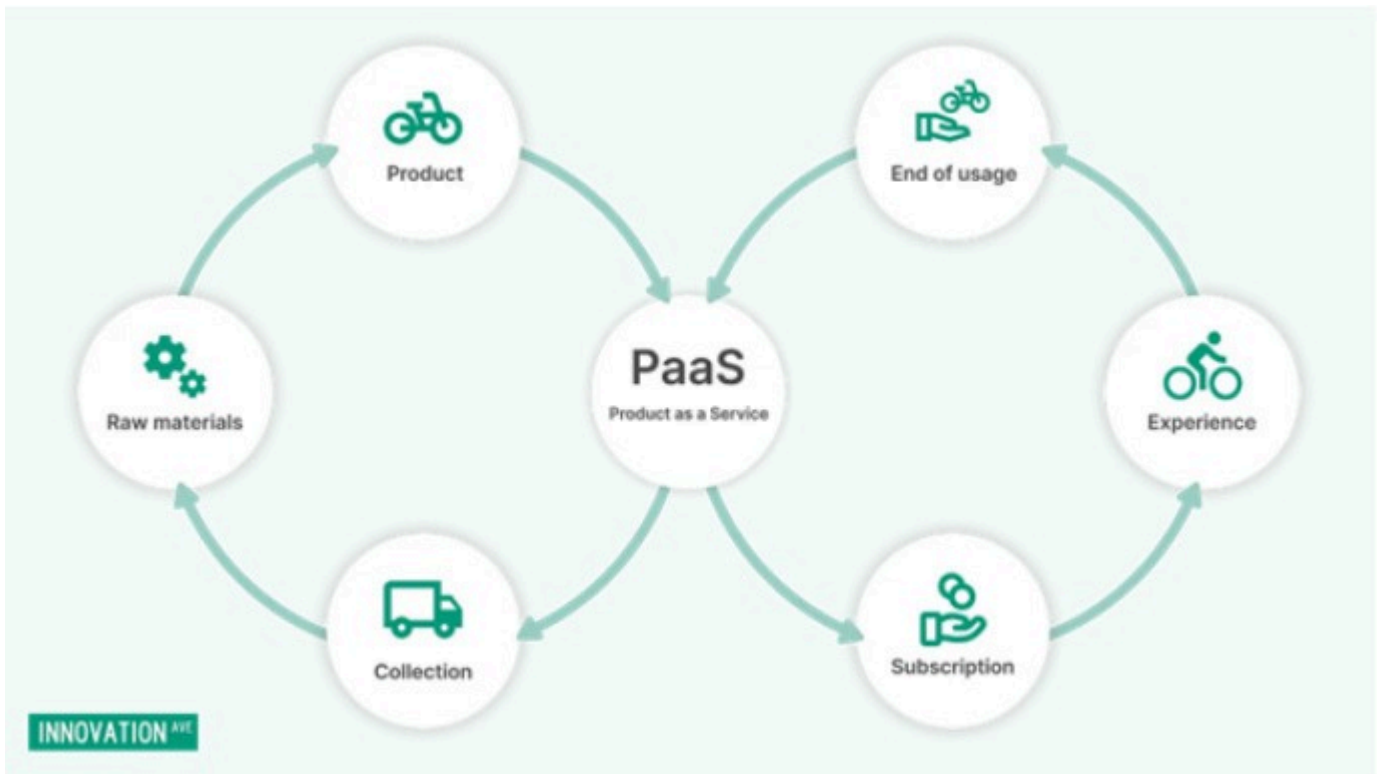 Product
End of usage
PaaS
Product as a Service
Raw materials
Experience
Collection
Subscription
INNOVATION AVE